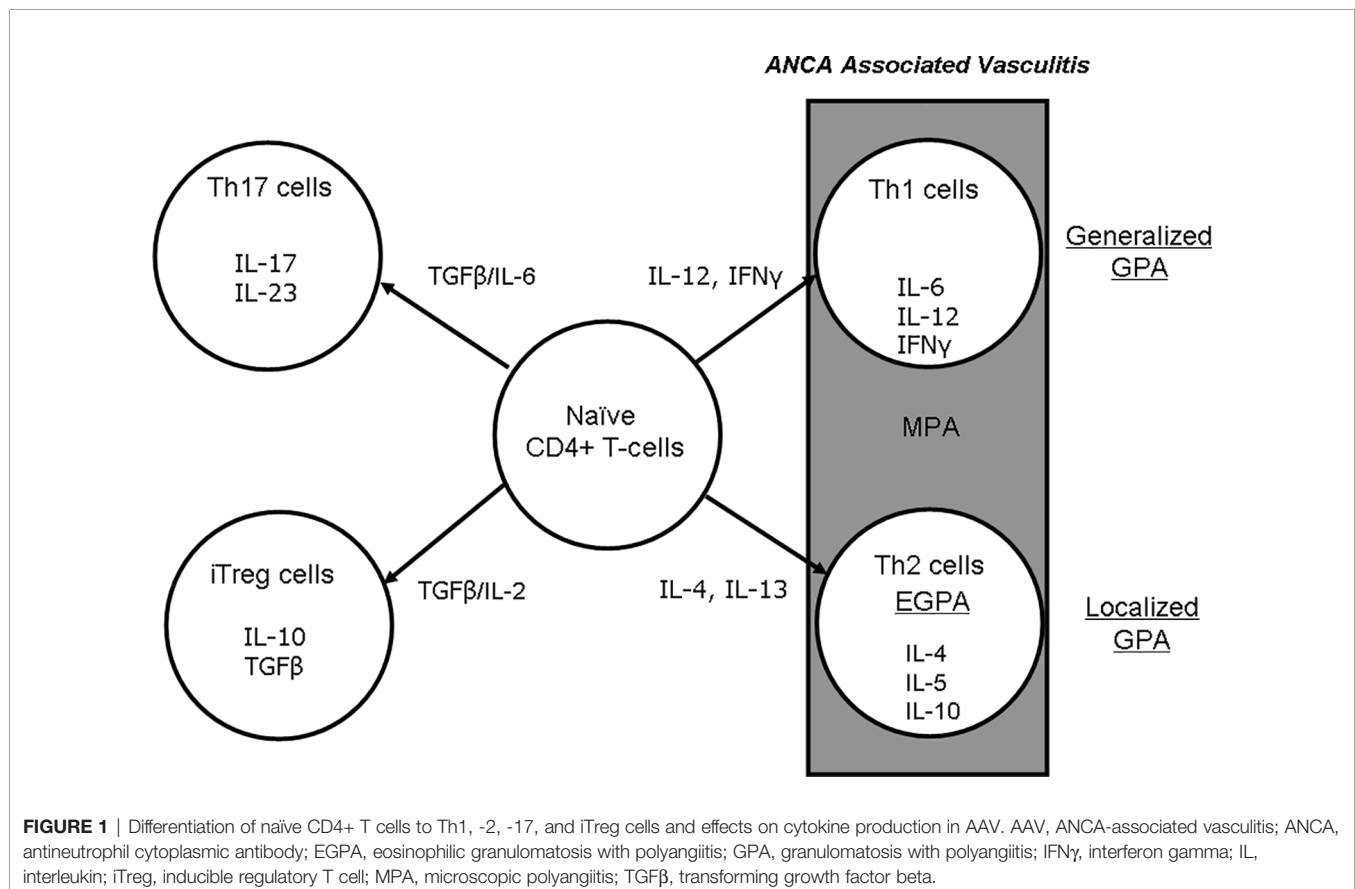 ANCA Associated Vasculitis
Th17 cells
IL-17
IL-23
TGFβ/IL-6
IL-12, IFNγ
Th1 cells
IL-6
IL-12
IFNγ
Generalized
GPA
Naïve
CD4+ T-cells
MPA
iTreg cells
IL-10
TGFβ
TGFβ/IL-2
IL-4, IL-13
Th2 cells
EGPA
IL-4
IL-5
IL-10
Localized
GPA
FIGURE 1 | Differentiation of naïve CD4+ T cells to Th1, -2, -17, and iTreg cells and effects on cytokine production in AAV. AAV, ANCA-associated vasculitis; ANCA,
antineutrophil cytoplasmic antibody; EGPA, eosinophilic granulomatosis with polyangiitis; GPA, granulomatosis with polyangiitis; IFNγ, interferon gamma; IL,
interleukin; iTreg, inducible regulatory T cell; MPA, microscopic polyangiitis; TGFβ, transforming growth factor beta.